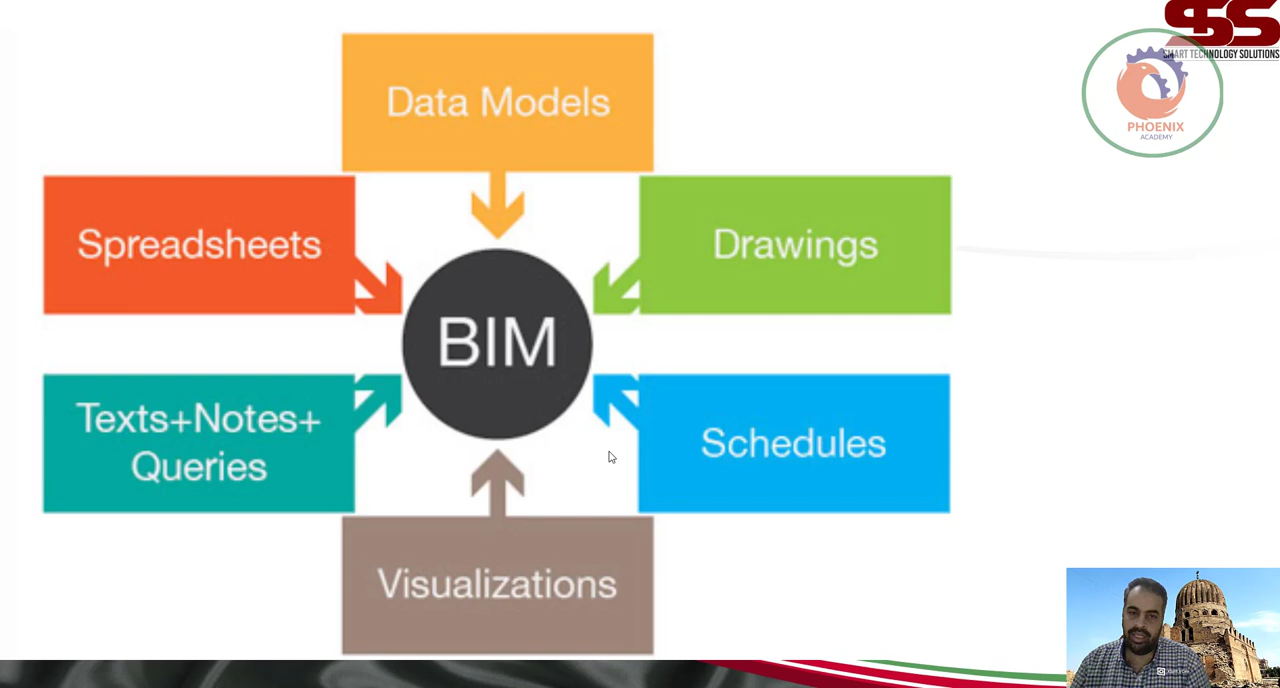 Data Models
Spreadsheets
Drawings
BIM
Texts+Notes+
Queries
Schedules
Visualizations
SMART TECHNOLOGY SOLUTIONS
PHOENIX
ACADEMY